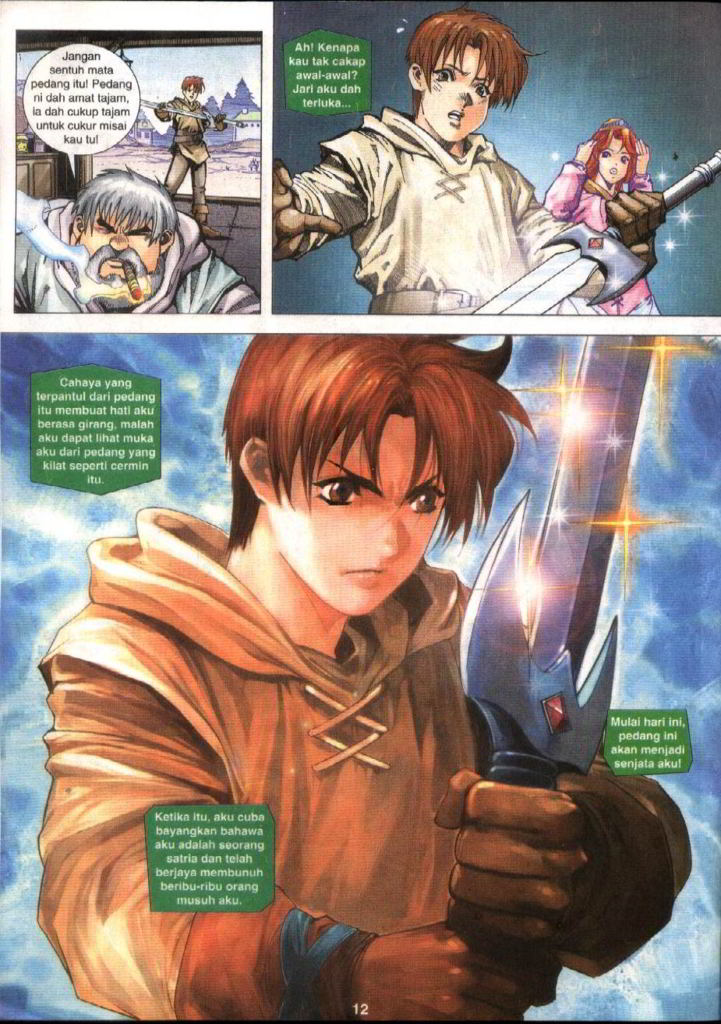 Jangan
sentuh mata
pedang itu! Pedang
ni dah amat tajam,
ia dah cukup tajam
untuk cukur misai
kau tu!
Ah! Kenapa
kau tak cakap
awal-awal?
Jari aku dah
terluka...
Cahaya yang
terpantul dari pedang
itu membuat hati aku
berasa girang, malah
aku dapat lihat muka
aku dari pedang yang
kilat seperti cermin
itu.
Mulai hari ini,
pedang ini
akan menjadi
senjata aku!
Ketika itu, aku cuba
bayangkan bahawa
aku adalah seorang
satria dan telah
berjaya membunuh
beribu-ribu orang
musuh aku.
12